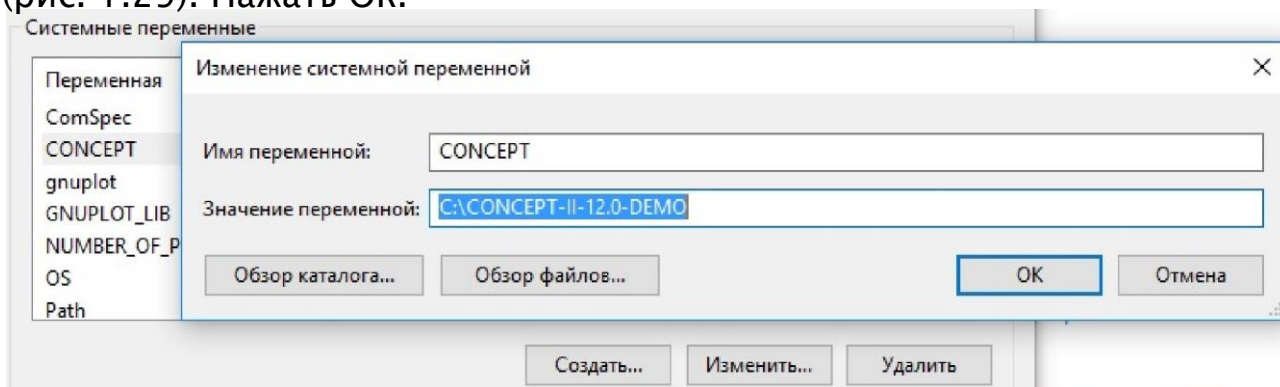 (рис. 1.29). Нажать ОК.
Системные переменные
Переменная
ComSpec
CONCEPT
gnuplot
GNUPLOT_LIB
NUMBER_OF_P
OS
Path
Изменение системной переменной
Имя переменной: CONCEPT
Значение переменной: C:\CONCEPT-II-12.0-DEMO
Обзор каталога... Обзор файлов... ОК Отмена
Создать... Изменить... Удалить